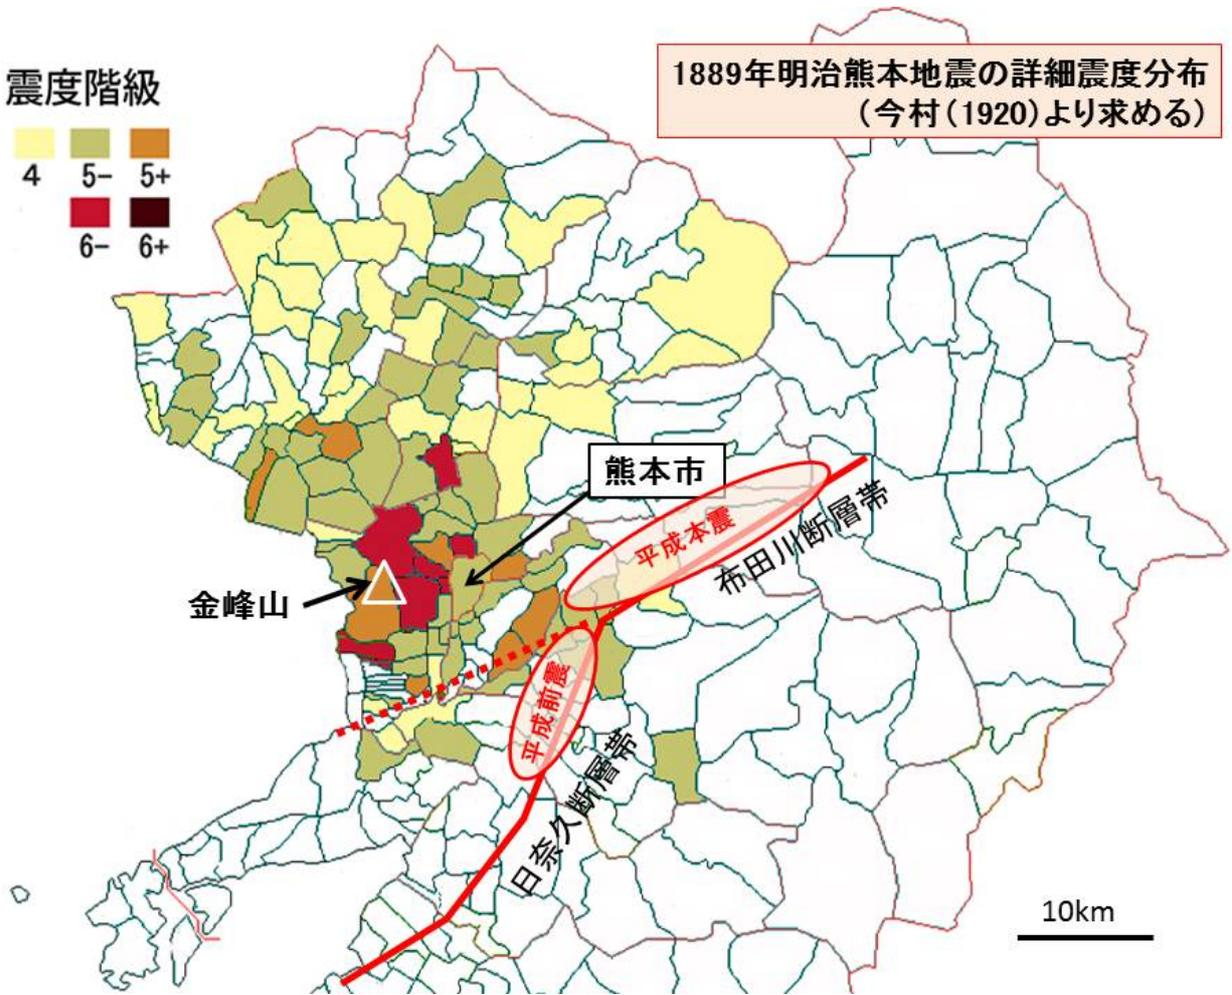 1889年明治熊本地震の詳細震度分布
(今村(1920)より求める)
震度階級
4 5- 5+
6- 6+
熊本市
平成本震
布田川断層帯
金峰山
平成前震
日奈久断層帯
10km